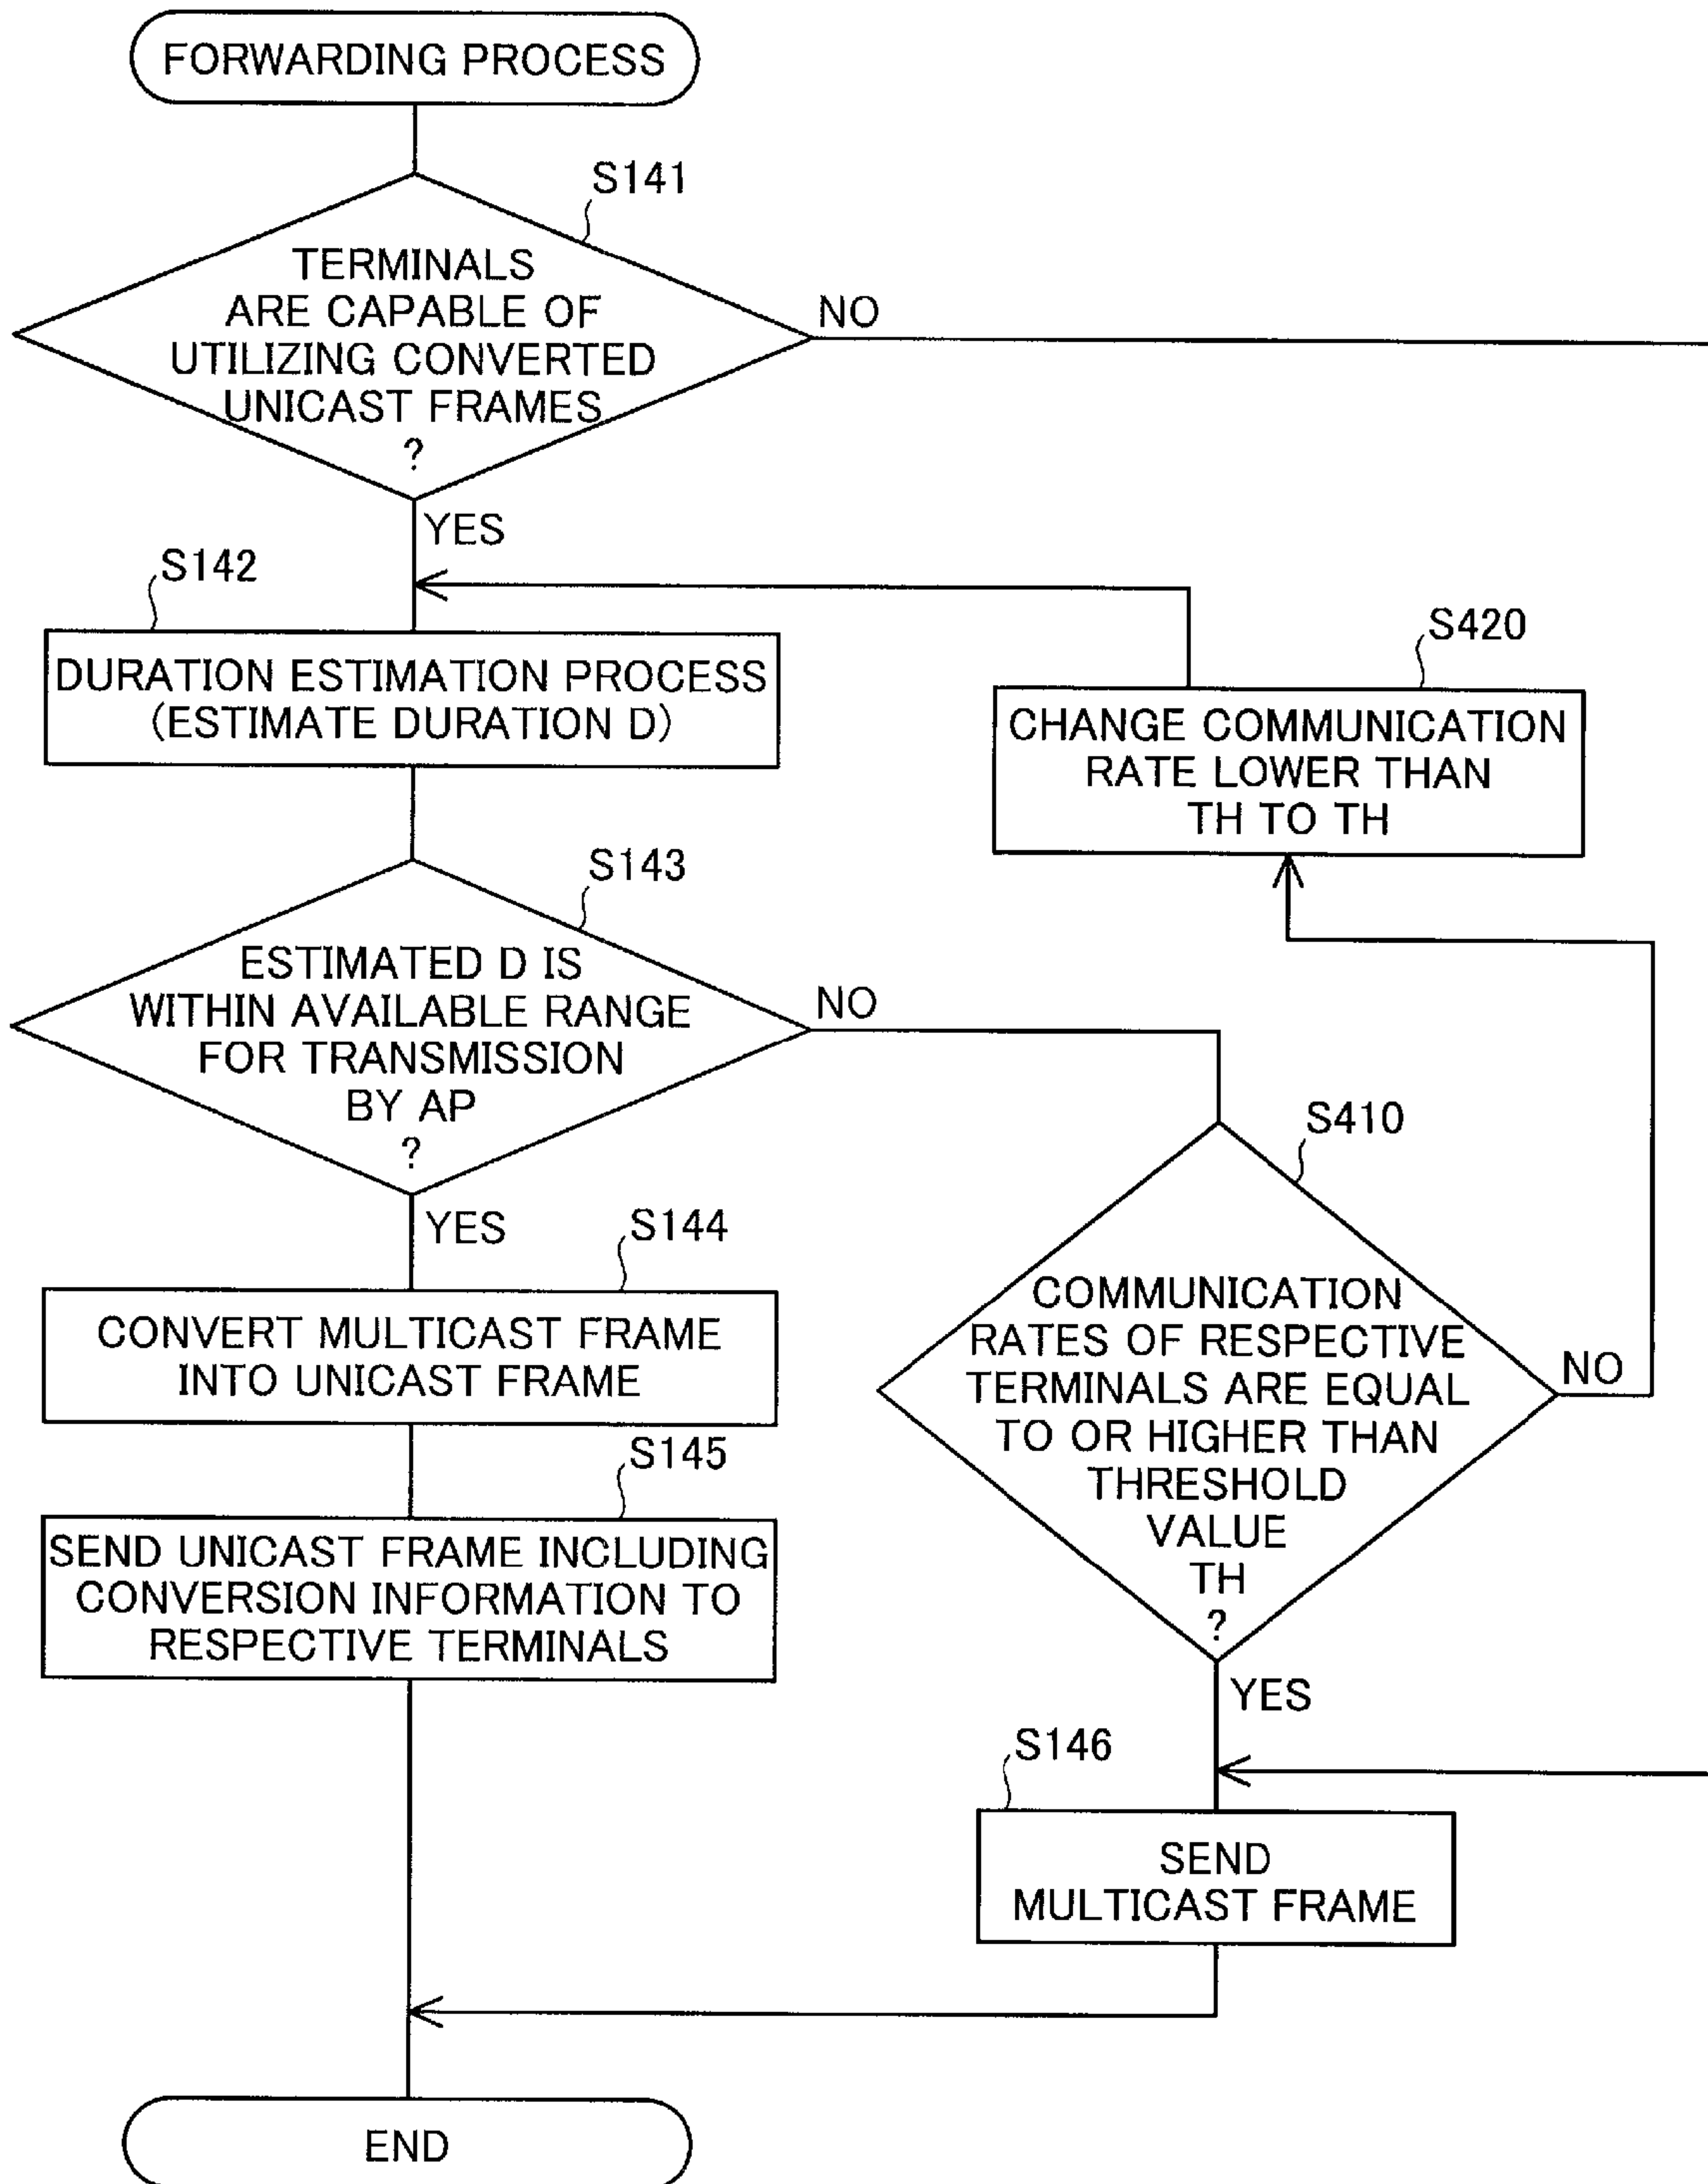 FORWARDING PROCESS
S141
TERMINALS
ARE CAPABLE OF
UTILIZING CONVERTED
UNICAST FRAMES
?
NO
YES
S142
DURATION ESTIMATION PROCESS
(ESTIMATE DURATION D)
S420
CHANGE COMMUNICATION
RATE LOWER THAN
TH TO TH
S143
ESTIMATED D IS
WITHIN AVAILABLE RANGE
FOR TRANSMISSION
BY AP
?
NO
YES
S410
COMMUNICATION
RATES OF RESPECTIVE
TERMINALS ARE EQUAL
TO OR HIGHER THAN
THRESHOLD
VALUE
TH
?
NO
YES
S144
CONVERT MULTICAST FRAME
INTO UNICAST FRAME
S145
SEND UNICAST FRAME INCLUDING
CONVERSION INFORMATION TO
RESPECTIVE TERMINALS
S146
SEND
MULTICAST FRAME
END